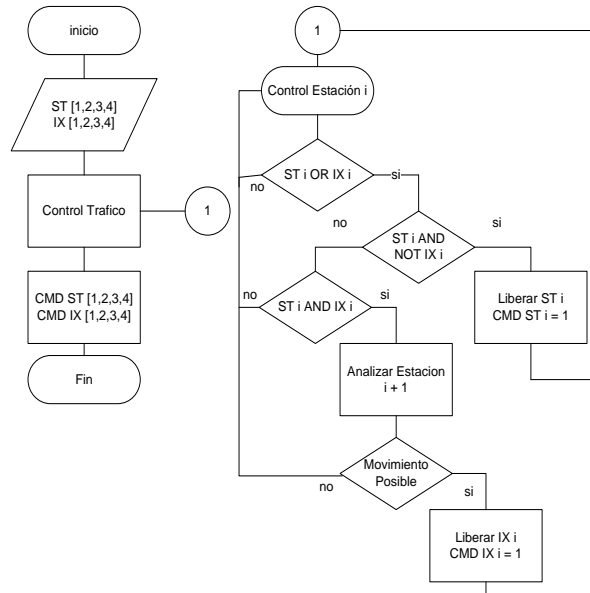 inicio
ST [1,2,3,4]
IX [1,2,3,4]
Control Trafico
1
CMD ST [1,2,3,4]
CMD IX [1,2,3,4]
Fin
1
Control Estación i
ST i OR IX i
no
si
ST i AND
NOT IX i
no
si
Liberar ST i
CMD ST i = 1
ST i AND IX i
no
si
Analizar Estacion
i + 1
Movimiento
Posible
no
si
Liberar IX i
CMD IX i = 1